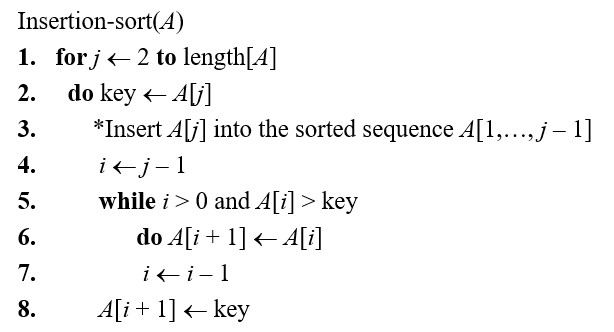 Insertion-sort(A)
1. for j ← 2 to length[A]
2. do key ← A[j]
3. *Insert A[j] into the sorted sequence A[1,…, j – 1]
4. i ← j – 1
5. while i > 0 and A[i] > key
6. do A[i + 1] ← A[i]
7. i ← i – 1
8. A[i + 1] ← key